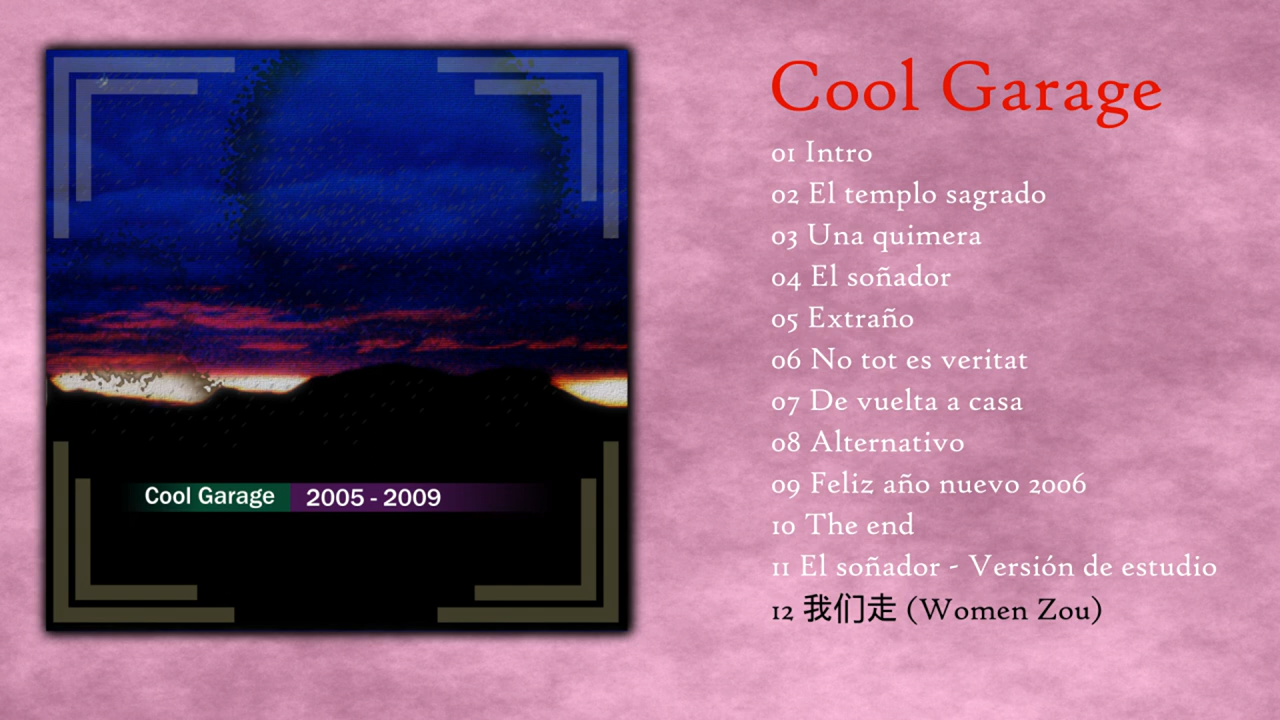 Cool Garage
01 Intro
02 El templo sagrado
03 Una quimera
04 El soñador
05 Extraño
06 No tot es veritat
07 De vuelta a casa
08 Alternativo
09 Feliz año nuevo 2006
10 The end
11 El soñador - Versión de estudio
12 我们走 (Women Zou)
Cool Garage 2005 - 2009